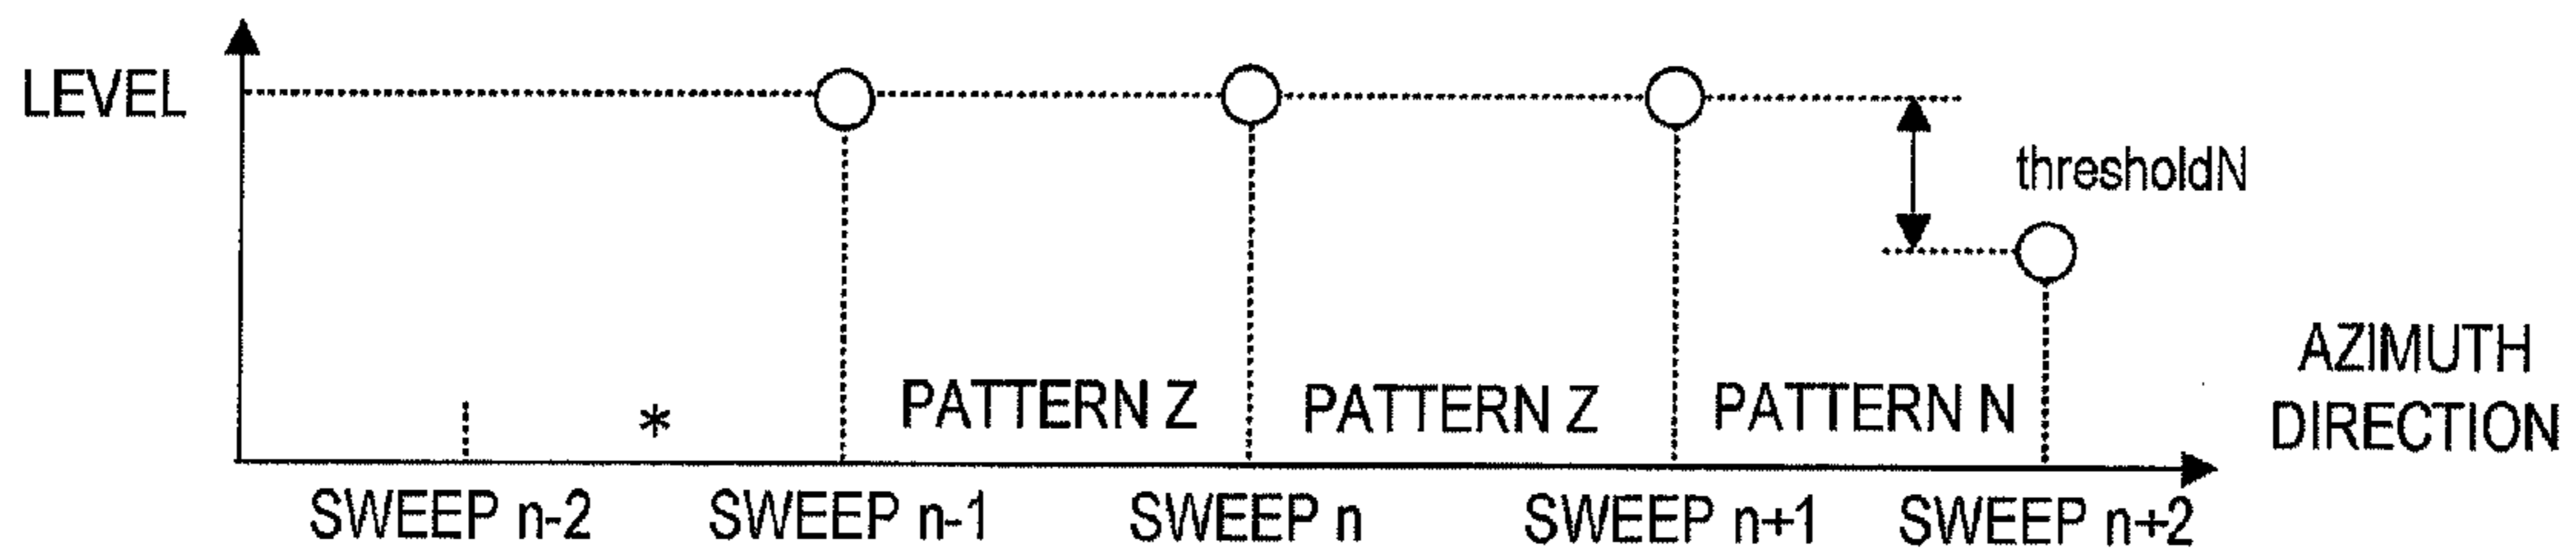 LEVEL
thresholdN
* PATTERN Z PATTERN Z PATTERN N
AZIMUTH
DIRECTION
SWEEP n-2 SWEEP n-1 SWEEP n SWEEP n+1 SWEEP n+2